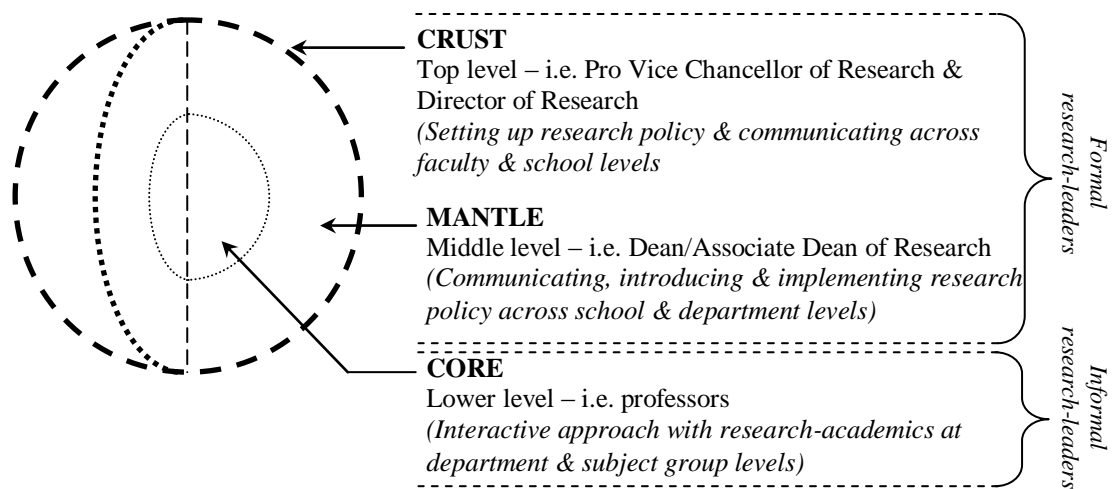 CRUST
Top level – i.e. Pro Vice Chancellor of Research &
Director of Research
(Setting up research policy & communicating across
faculty & school levels
MANTLE
Middle level – i.e. Dean/Associate Dean of Research
(Communicating, introducing & implementing research
policy across school & department levels)
CORE
Lower level – i.e. professors
(Interactive approach with research-academics at
department & subject group levels)
Formal
research-leaders
Informal
research-leaders